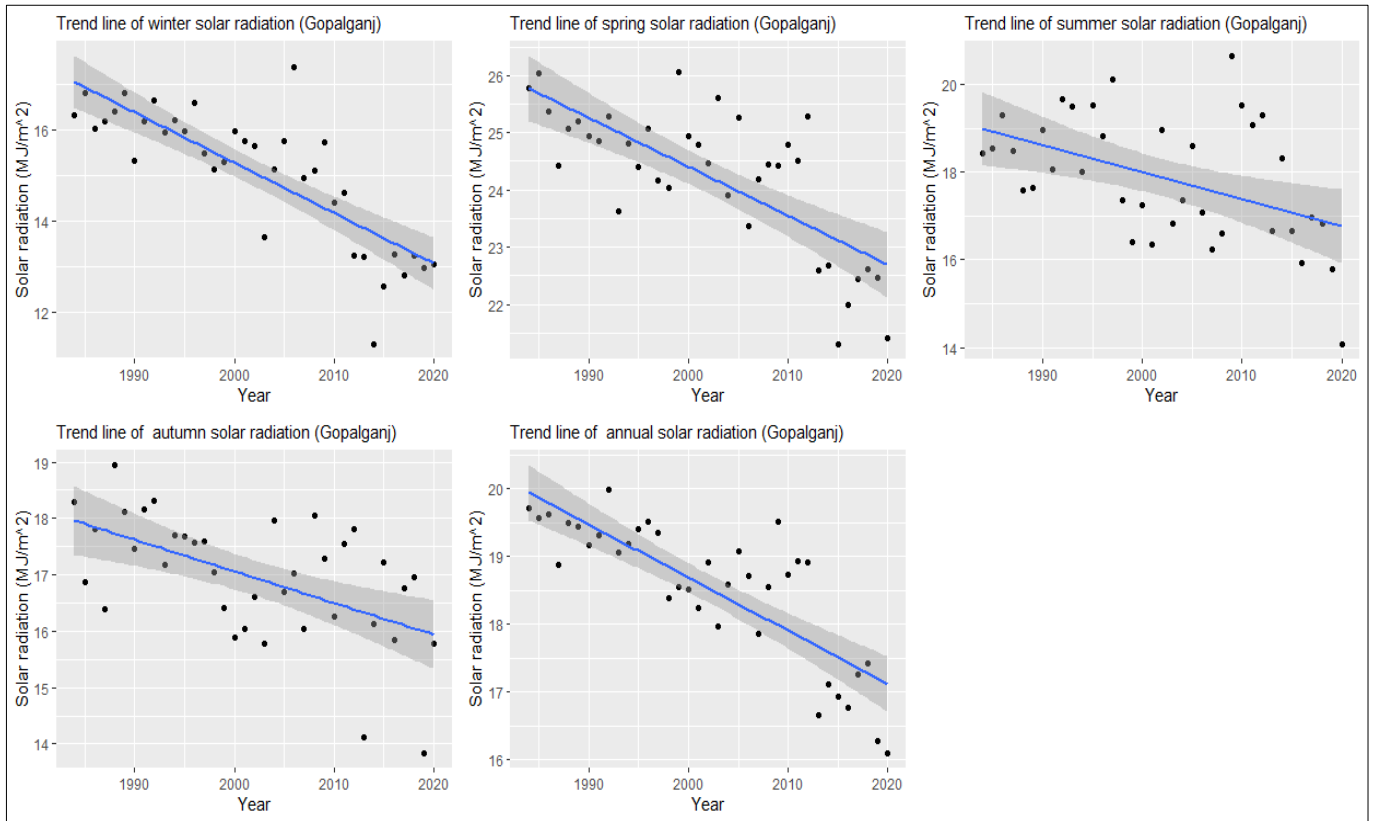 Trend line of winter solar radiation (Gopalganj)
Solar radiation (MJ/m^2)
16
14
12
1990 2000 2010 2020
Year
Trend line of spring solar radiation (Gopalganj)
Solar radiation (MJ/m^2)
26
25
24
23
22
1990 2000 2010 2020
Year
Trend line of summer solar radiation (Gopalganj)
Solar radiation (MJ/m^2)
20
18
16
14
1990 2000 2010 2020
Year
Trend line of autumn solar radiation (Gopalganj)
Solar radiation (MJ/m^2)
19
18
17
16
15
14
1990 2000 2010 2020
Year
Trend line of annual solar radiation (Gopalganj)
Solar radiation (MJ/m^2)
20
19
18
17
16
1990 2000 2010 2020
Year